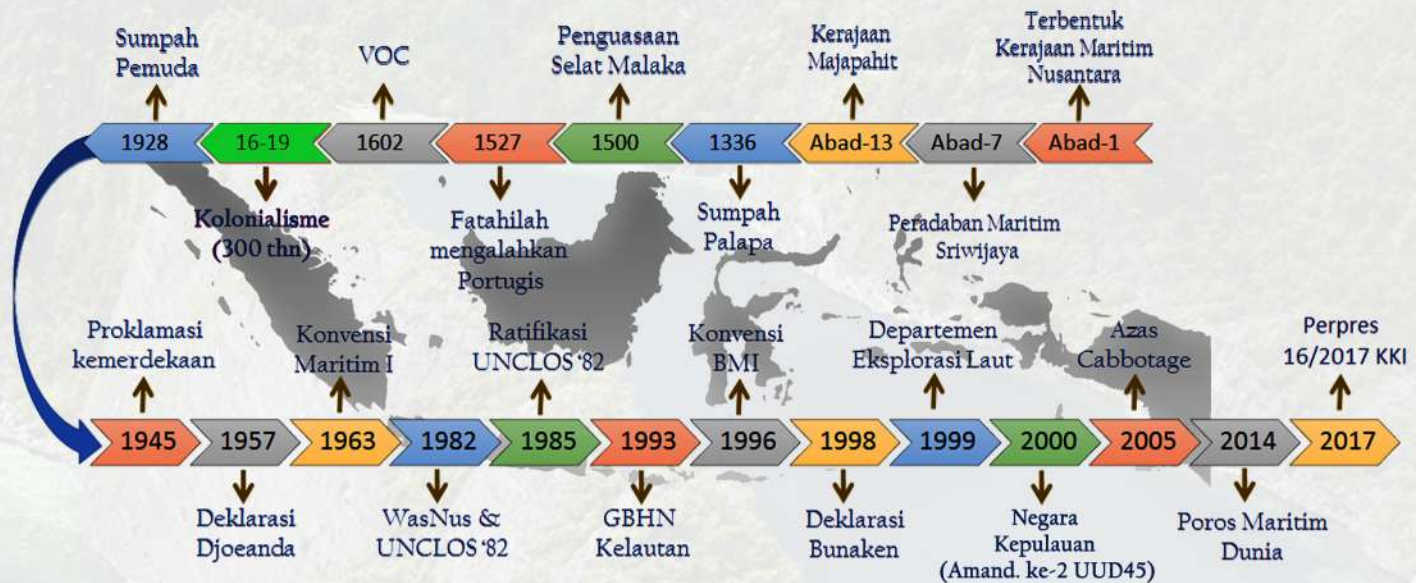 Sumpah
Pemuda
VOC
Penguasaan
Selat Malaka
Kerajaan
Majapahit
Terbentuk
Kerajaan Maritim
Nusantara
1928
16-19
1602
1527
1500
1336
Abad-13
Abad-7
Abad-1
Kolonialisme
(300 thn)
Fatahilah
mengalahkan
Portugis
Sumpah
Palapa
Peradaban Maritim
Sriwijaya
Proklamasi
kemerdekaan
Konvensi
Maritim I
Ratifikasi
UNCLOS ‘82
Konvensi
BMI
Departemen
Eksplorasi Laut
Azas
Cabbotage
Perpres
16/2017 KKI
1945
1957
1963
1982
1985
1993
1996
1998
1999
2000
2005
2014
2017
Deklarasi
Djoeanda
WasNus &
UNCLOS ‘82
GBHN
Kelautan
Deklarasi
Bunaken
Negara
Kepulauan
(Amand. ke-2 UUD45)
Poros Maritim
Dunia